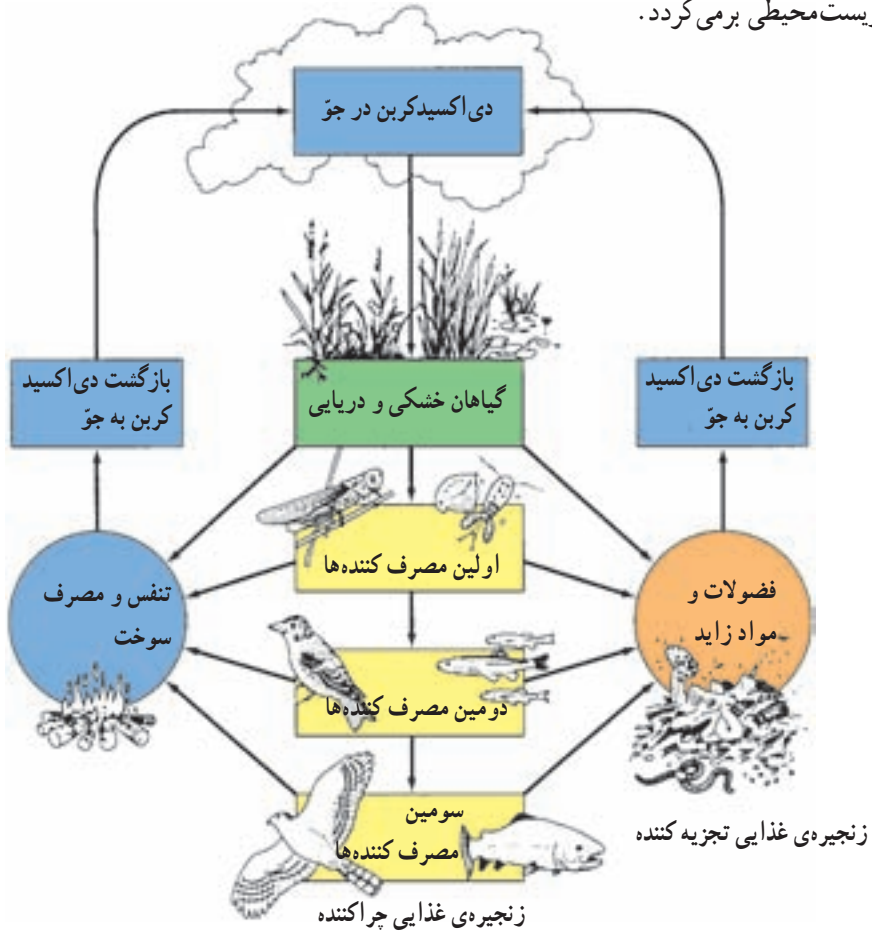 زیست‌محیطی برمی‌گردد.
دی‌اکسیدکربن در جوّ
گیاهان خشکی و دریایی
بازگشت دی‌اکسید
کربن به جوّ
بازگشت دی‌اکسید
کربن به جوّ
اولین مصرف کننده‌ها
فضولات و
مواد زاید
تنفس و مصرف
سوخت
دومین مصرف کننده‌ها
سومین
مصرف کننده‌ها
زنجیره‌ی غذایی تجزیه کننده
زنجیره‌ی غذایی چراکننده